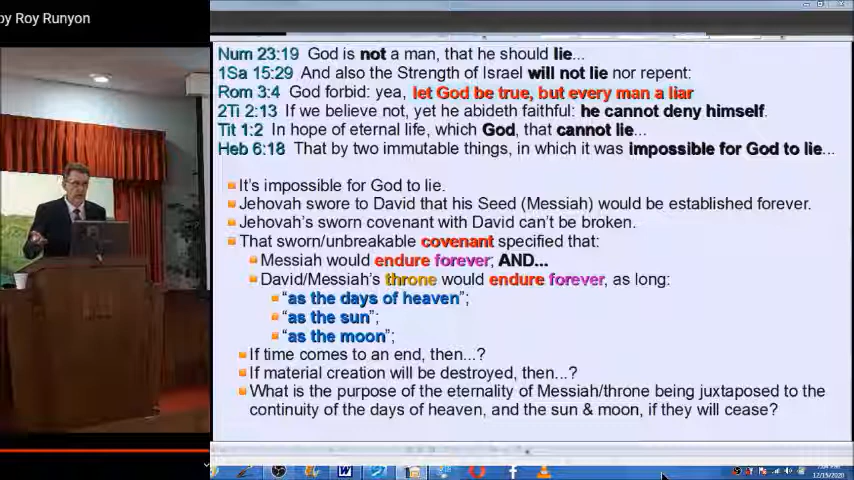 by Roy Runyon
Num 23:19 God is not a man, that he should lie...
1Sa 15:29 And also the Strength of Israel will not lie nor repent:
Rom 3:4 God forbid: yea, let God be true, but every man a liar
2Ti 2:13 If we believe not, yet he abideth faithful: he cannot deny himself.
Tit 1:2 In hope of eternal life, which God, that cannot lie...
Heb 6:18 That by two immutable things, in which it was impossible for God to lie...
It's impossible for God to lie.
Jehovah swore to David that his Seed (Messiah) would be established forever.
Jehovah's sworn covenant with David can't be broken.
That sworn/unbreakable covenant specified that:
Messiah would endure forever; AND...
David/Messiah's throne would endure forever, as long:
"as the days of heaven";
"as the sun";
"as the moon";
If time comes to an end, then...?
If material creation will be destroyed, then...?
What is the purpose of the eternality of Messiah/throne being juxtaposed to the
continuity of the days of heaven, and the sun & moon, if they will cease?
12/15/2020